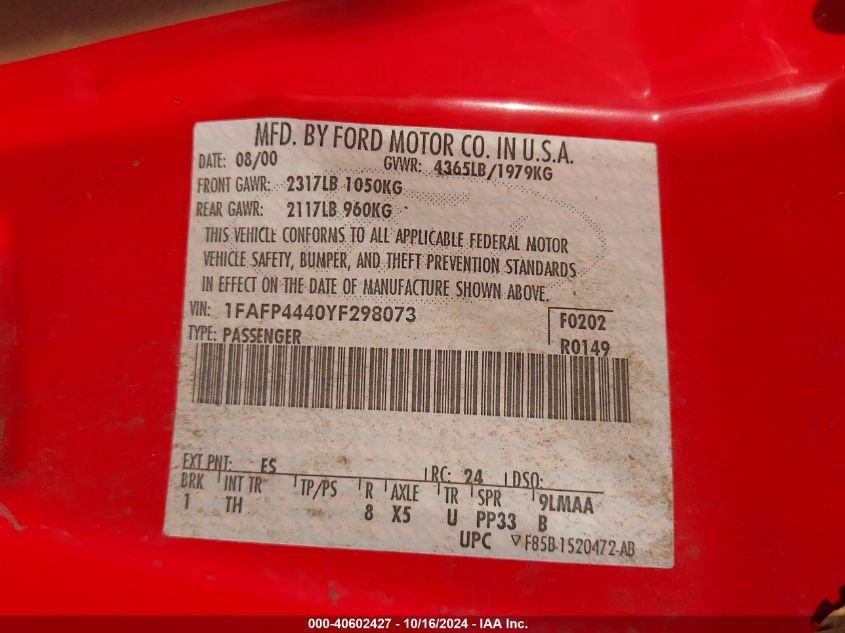 MFD. BY FORD MOTOR CO. IN U.S.A.
DATE: 08/00 GVWR: 4365LB/1979KG
FRONT GAWR: 2317LB 1050KG
REAR GAWR: 2117LB 960KG
THIS VEHICLE CONFORMS TO ALL APPLICABLE FEDERAL MOTOR
VEHICLE SAFETY, BUMPER, AND THEFT PREVENTION STANDARDS
IN EFFECT ON THE DATE OF MANUFACTURE SHOWN ABOVE.
VIN: 1FAFP4440YF298073 F0202
TYPE: PASSENGER R0149
EXT PNT: ES RC: 24 DSO:
BRK INT TR TP/PS R AXLE TR SPR 9LMAA
1 TH 8 X5 U PP33 B
UPC ▽F85B-1520472-AB
000-40602427 - 10/16/2024 - IAA Inc.